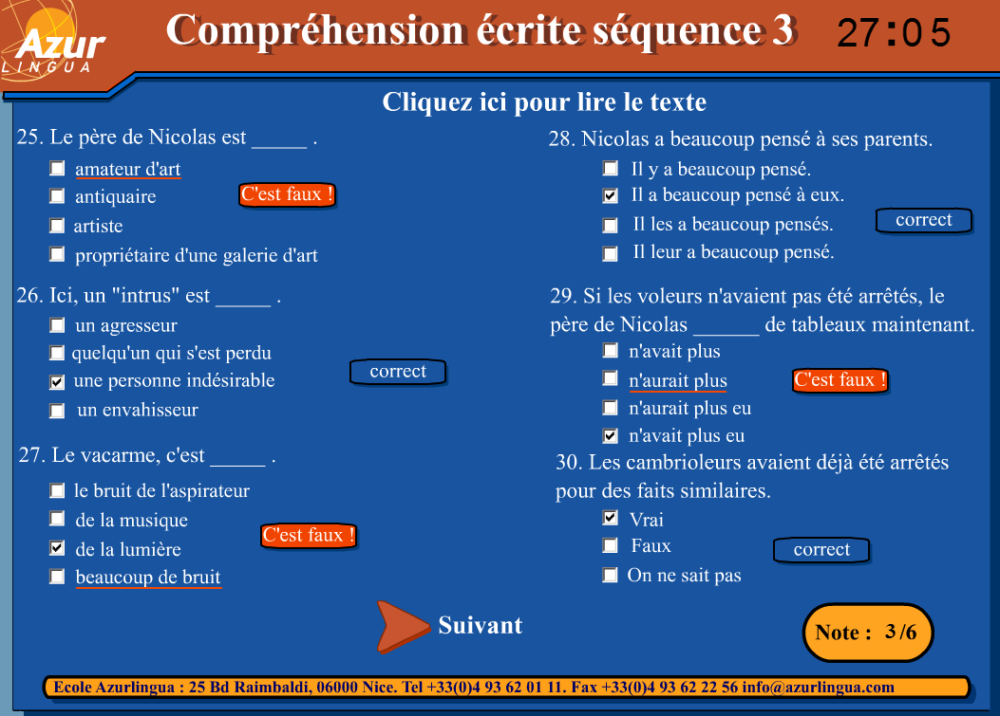 Azur
LINGUA
Compréhension écrite séquence 3
27:05
Cliquez ici pour lire le texte
25. Le père de Nicolas est _____ .
amateur d'art
antiquaire
C'est faux !
artiste
propriétaire d'une galerie d'art
26. Ici, un "intrus" est _____ .
un agresseur
quelqu'un qui s'est perdu
une personne indésirable
correct
un envahisseur
27. Le vacarme, c'est _____ .
le bruit de l'aspirateur
de la musique
de la lumière
C'est faux !
beaucoup de bruit
28. Nicolas a beaucoup pensé à ses parents.
Il y a beaucoup pensé.
Il a beaucoup pensé à eux.
Il les a beaucoup pensés.
correct
Il leur a beaucoup pensé.
29. Si les voleurs n'avaient pas été arrêtés, le
père de Nicolas ______ de tableaux maintenant.
n'avait plus
n'aurait plus
C'est faux !
n'aurait plus eu
n'avait plus eu
30. Les cambrioleurs avaient déjà été arrêtés
pour des faits similaires.
Vrai
Faux
correct
On ne sait pas
Suivant
Note : 3 /6
Ecole Azurlingua : 25 Bd Raimbaldi, 06000 Nice. Tel +33(0)4 93 62 01 11. Fax +33(0)4 93 62 22 56 info@azurlingua.com